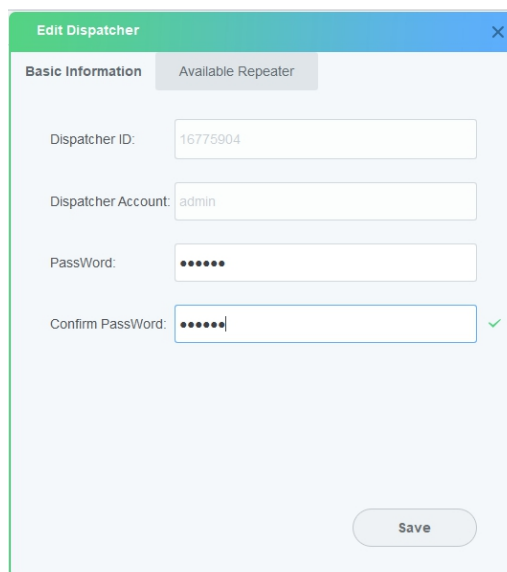 Edit Dispatcher
Basic Information Available Repeater
Dispatcher ID: 16775904
Dispatcher Account: admin
PassWord: ●●●●●●
Confirm PassWord: ●●●●●●
Save